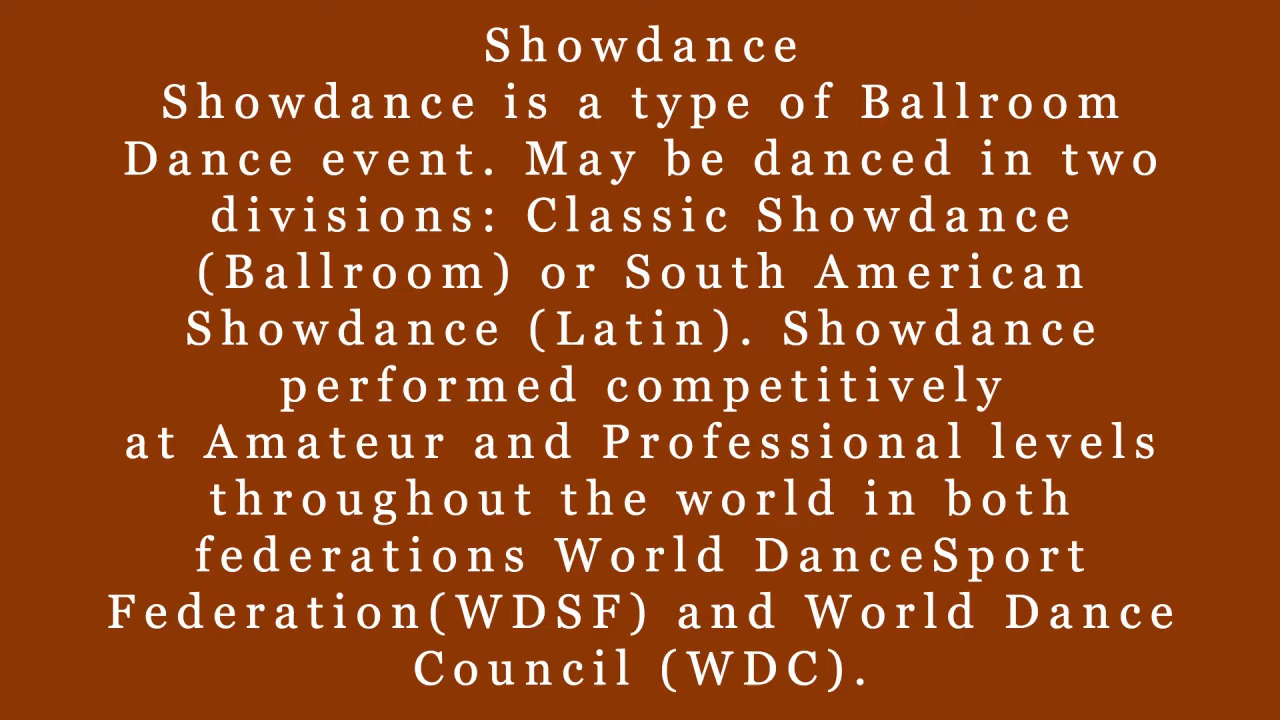 Showdance
Showdance is a type of Ballroom
Dance event. May be danced in two
divisions: Classic Showdance
(Ballroom) or South American
Showdance (Latin). Showdance
performed competitively
at Amateur and Professional levels
throughout the world in both
federations World DanceSport
Federation(WDSF) and World Dance
Council (WDC).